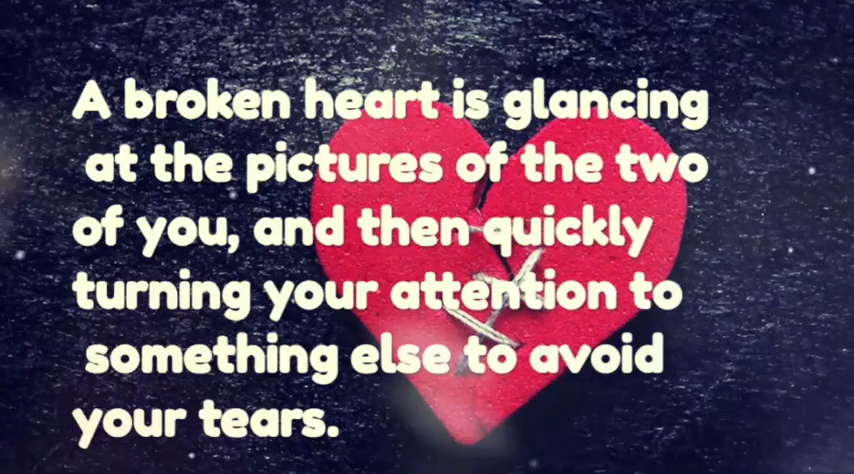 A broken heart is glancing
at the pictures of the two
of you, and then quickly
turning your attention to
something else to avoid
your tears.